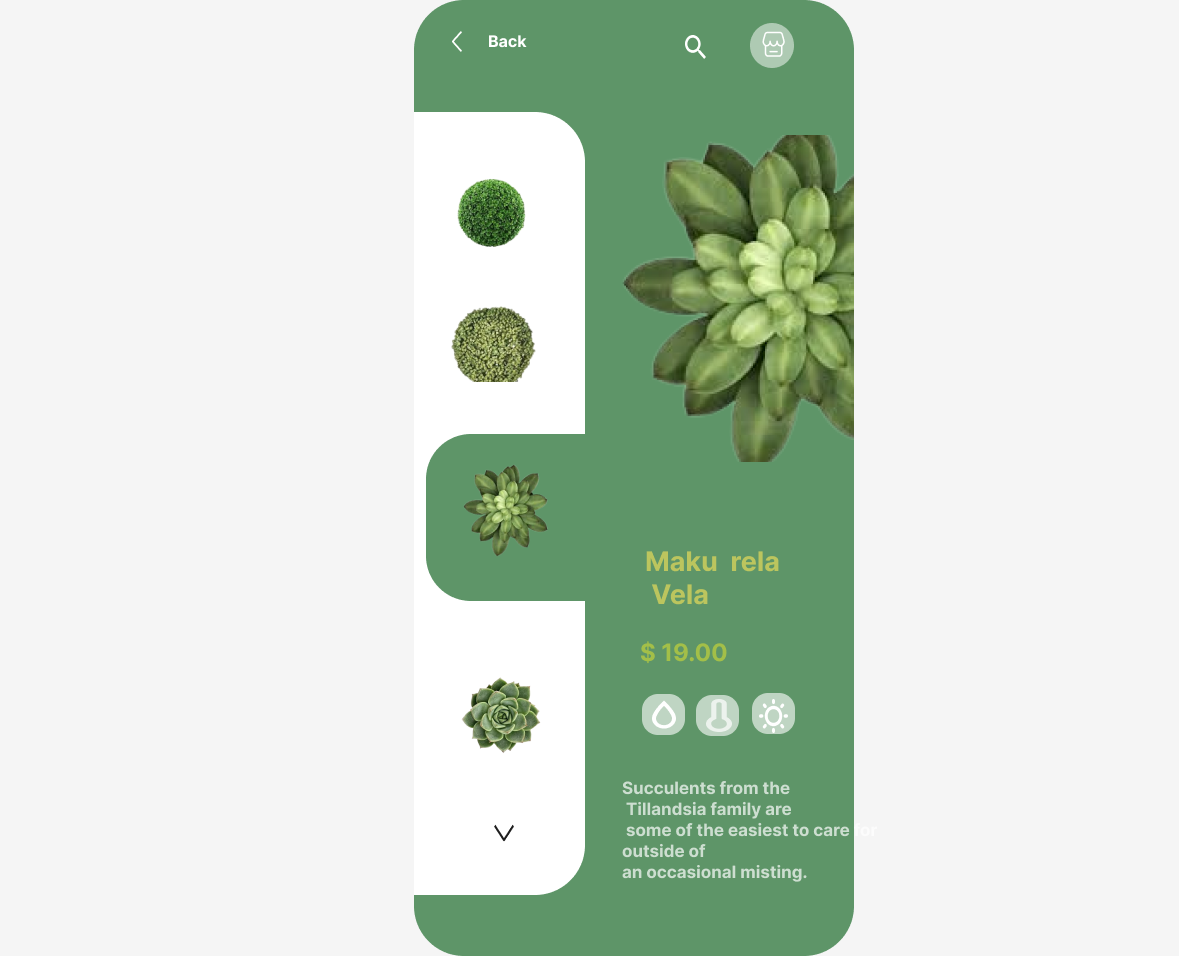 Back
Maku rela
Vela
$ 19.00
Succulents from the
Tillandsia family are
some of the easiest to care for
outside of
an occasional misting.